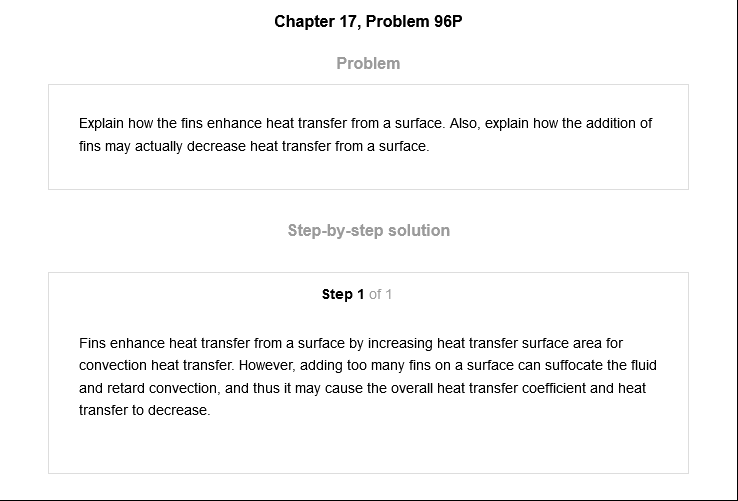 Chapter 17, Problem 96P
Problem
Explain how the fins enhance heat transfer from a surface. Also, explain how the addition of
fins may actually decrease heat transfer from a surface.
Step-by-step solution
Step 1 of 1
Fins enhance heat transfer from a surface by increasing heat transfer surface area for
convection heat transfer. However, adding too many fins on a surface can suffocate the fluid
and retard convection, and thus it may cause the overall heat transfer coefficient and heat
transfer to decrease.